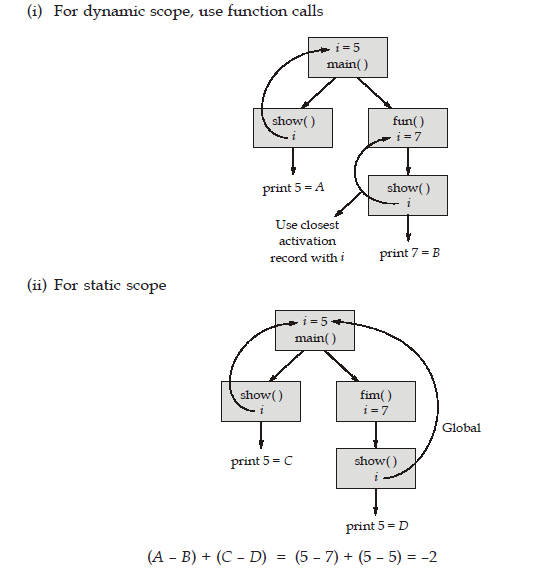 (i) For dynamic scope, use function calls
i = 5
main( )
show( )
i
fun( )
i = 7
print 5 = A
show( )
i
Use closest
activation
record with i
print 7 = B
(ii) For static scope
i = 5
main( )
show( )
i
fim( )
i = 7
Global
print 5 = C
show( )
i
print 5 = D
(A – B) + (C – D) = (5 – 7) + (5 – 5) = –2